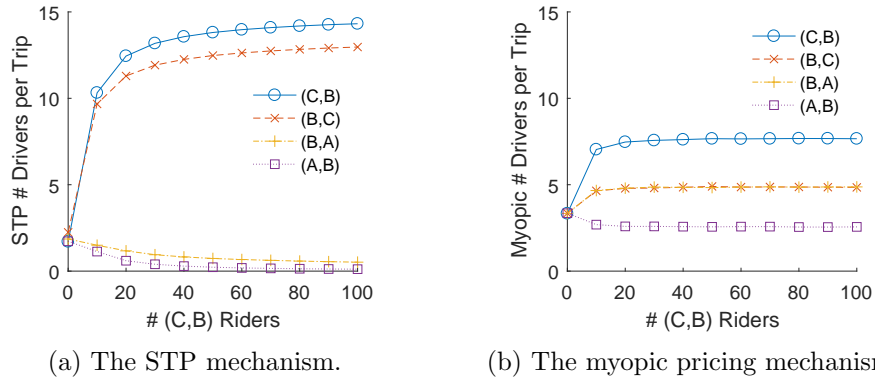 15
10
5
0
STP # Drivers per Trip
(C,B)
(B,C)
(B,A)
(A,B)
0 20 40 60 80 100
# (C,B) Riders
(a) The STP mechanism.
15
10
5
0
Myopic # Drivers per Trip
(C,B)
(B,C)
(B,A)
(A,B)
0 20 40 60 80 100
# (C,B) Riders
(b) The myopic pricing mechanism